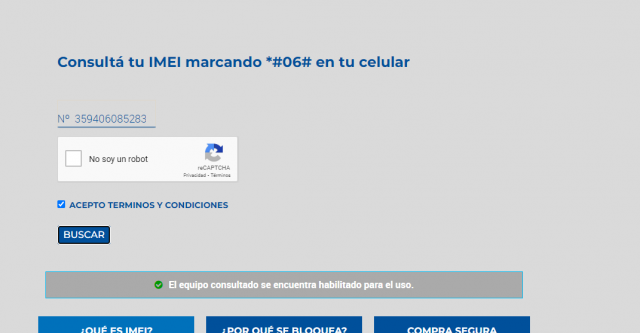 Consultá tu IMEI marcando *#06# en tu celular
Nº 359406085283
No soy un robot
reCAPTCHA
Privacidad - Términos
ACEPTO TERMINOS Y CONDICIONES
BUSCAR
El equipo consultado se encuentra habilitado para el uso.
¿QUÉ ES IMEI? ¿POR QUÉ SE BLOQUEA? COMPRA SEGURA